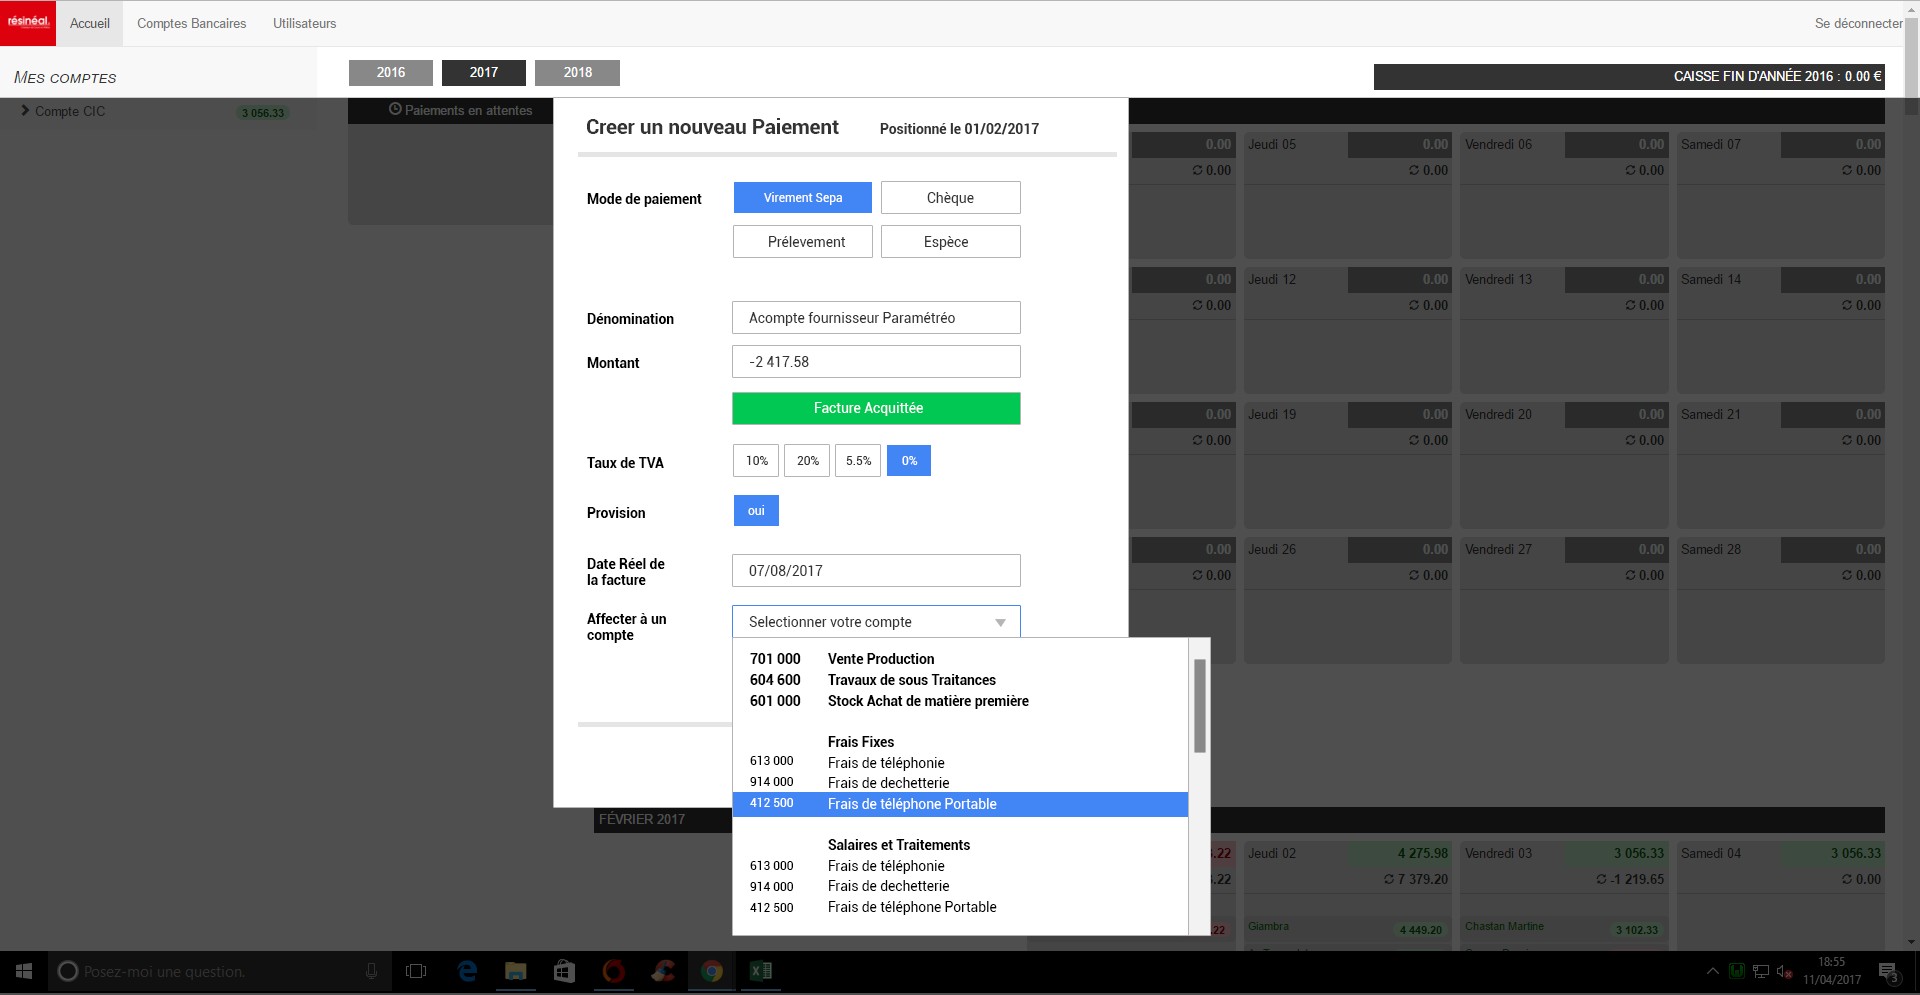 résinéal.
Accueil
Comptes Bancaires
Utilisateurs
Se déconnecter
MES COMPTES
2016
2017
2018
CAISSE FIN D'ANNÉE 2016 : 0.00 €
Compte CIC
3 056.33
Paiements en attentes
Creer un nouveau Paiement
Positionné le 01/02/2017
Mode de paiement
Virement Sepa
Chèque
Prélevement
Espèce
Dénomination
Acompte fournisseur Paramétréo
Montant
-2 417.58
Facture Acquittée
Taux de TVA
10%
20%
5.5%
0%
Provision
oui
Date Réel de
la facture
07/08/2017
Affecter à un
compte
Selectionner votre compte
701 000 Vente Production
604 600 Travaux de sous Traitances
601 000 Stock Achat de matière première
Frais Fixes
613 000 Frais de téléphonie
914 000 Frais de dechetterie
412 500 Frais de téléphone Portable
Salaires et Traitements
613 000 Frais de téléphonie
914 000 Frais de dechetterie
412 500 Frais de téléphone Portable
0.00 Jeudi 05 0.00 Vendredi 06 0.00 Samedi 07 0.00
0.00 0.00 0.00 0.00
0.00 Jeudi 12 0.00 Vendredi 13 0.00 Samedi 14 0.00
0.00 0.00 0.00 0.00
0.00 Jeudi 19 0.00 Vendredi 20 0.00 Samedi 21 0.00
0.00 0.00 0.00 0.00
0.00 Jeudi 26 0.00 Vendredi 27 0.00 Samedi 28 0.00
0.00 0.00 0.00 0.00
FÉVRIER 2017
.22 Jeudi 02 4 275.98 Vendredi 03 3 056.33 Samedi 04 3 056.33
.22 7 379.20 -1 219.65 0.00
.22 Giambra 4 449.20 Chastan Martine 3 102.33
Posez-moi une question.
18:55
11/04/2017
3